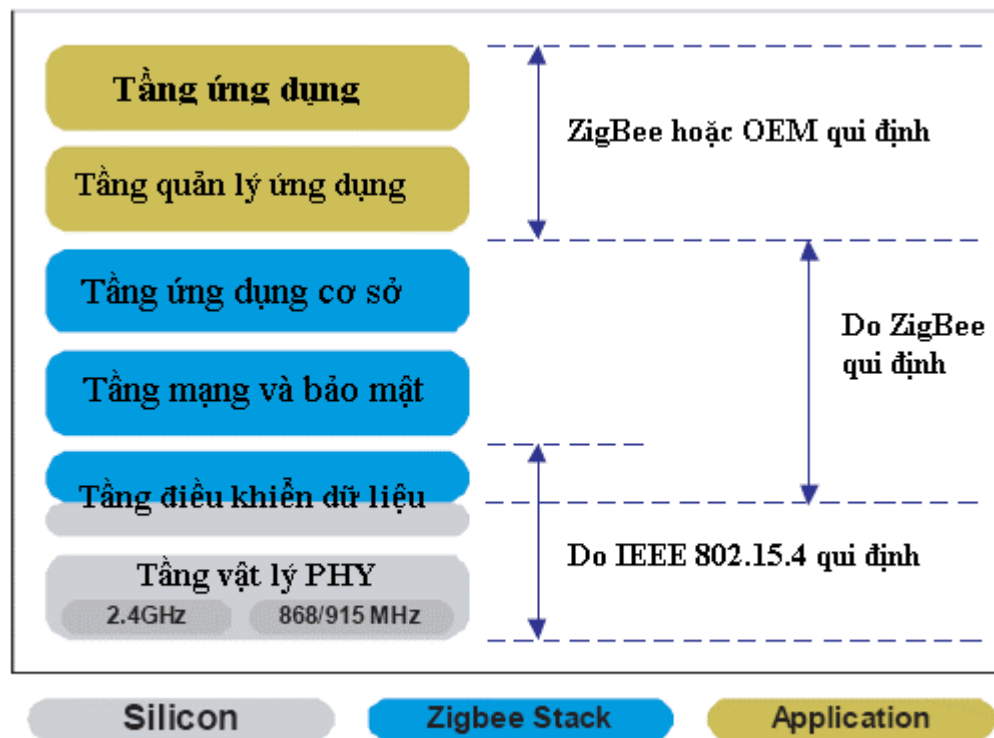 Tầng ứng dụng
ZigBee hoặc OEM qui định
Tầng quản lý ứng dụng
Tầng ứng dụng cơ sở
Do ZigBee
qui định
Tầng mạng và bảo mật
Tầng điều khiển dữ liệu
Do IEEE 802.15.4 qui định
Tầng vật lý PHY
2.4GHz 868/915 MHz
Silicon Zigbee Stack Application